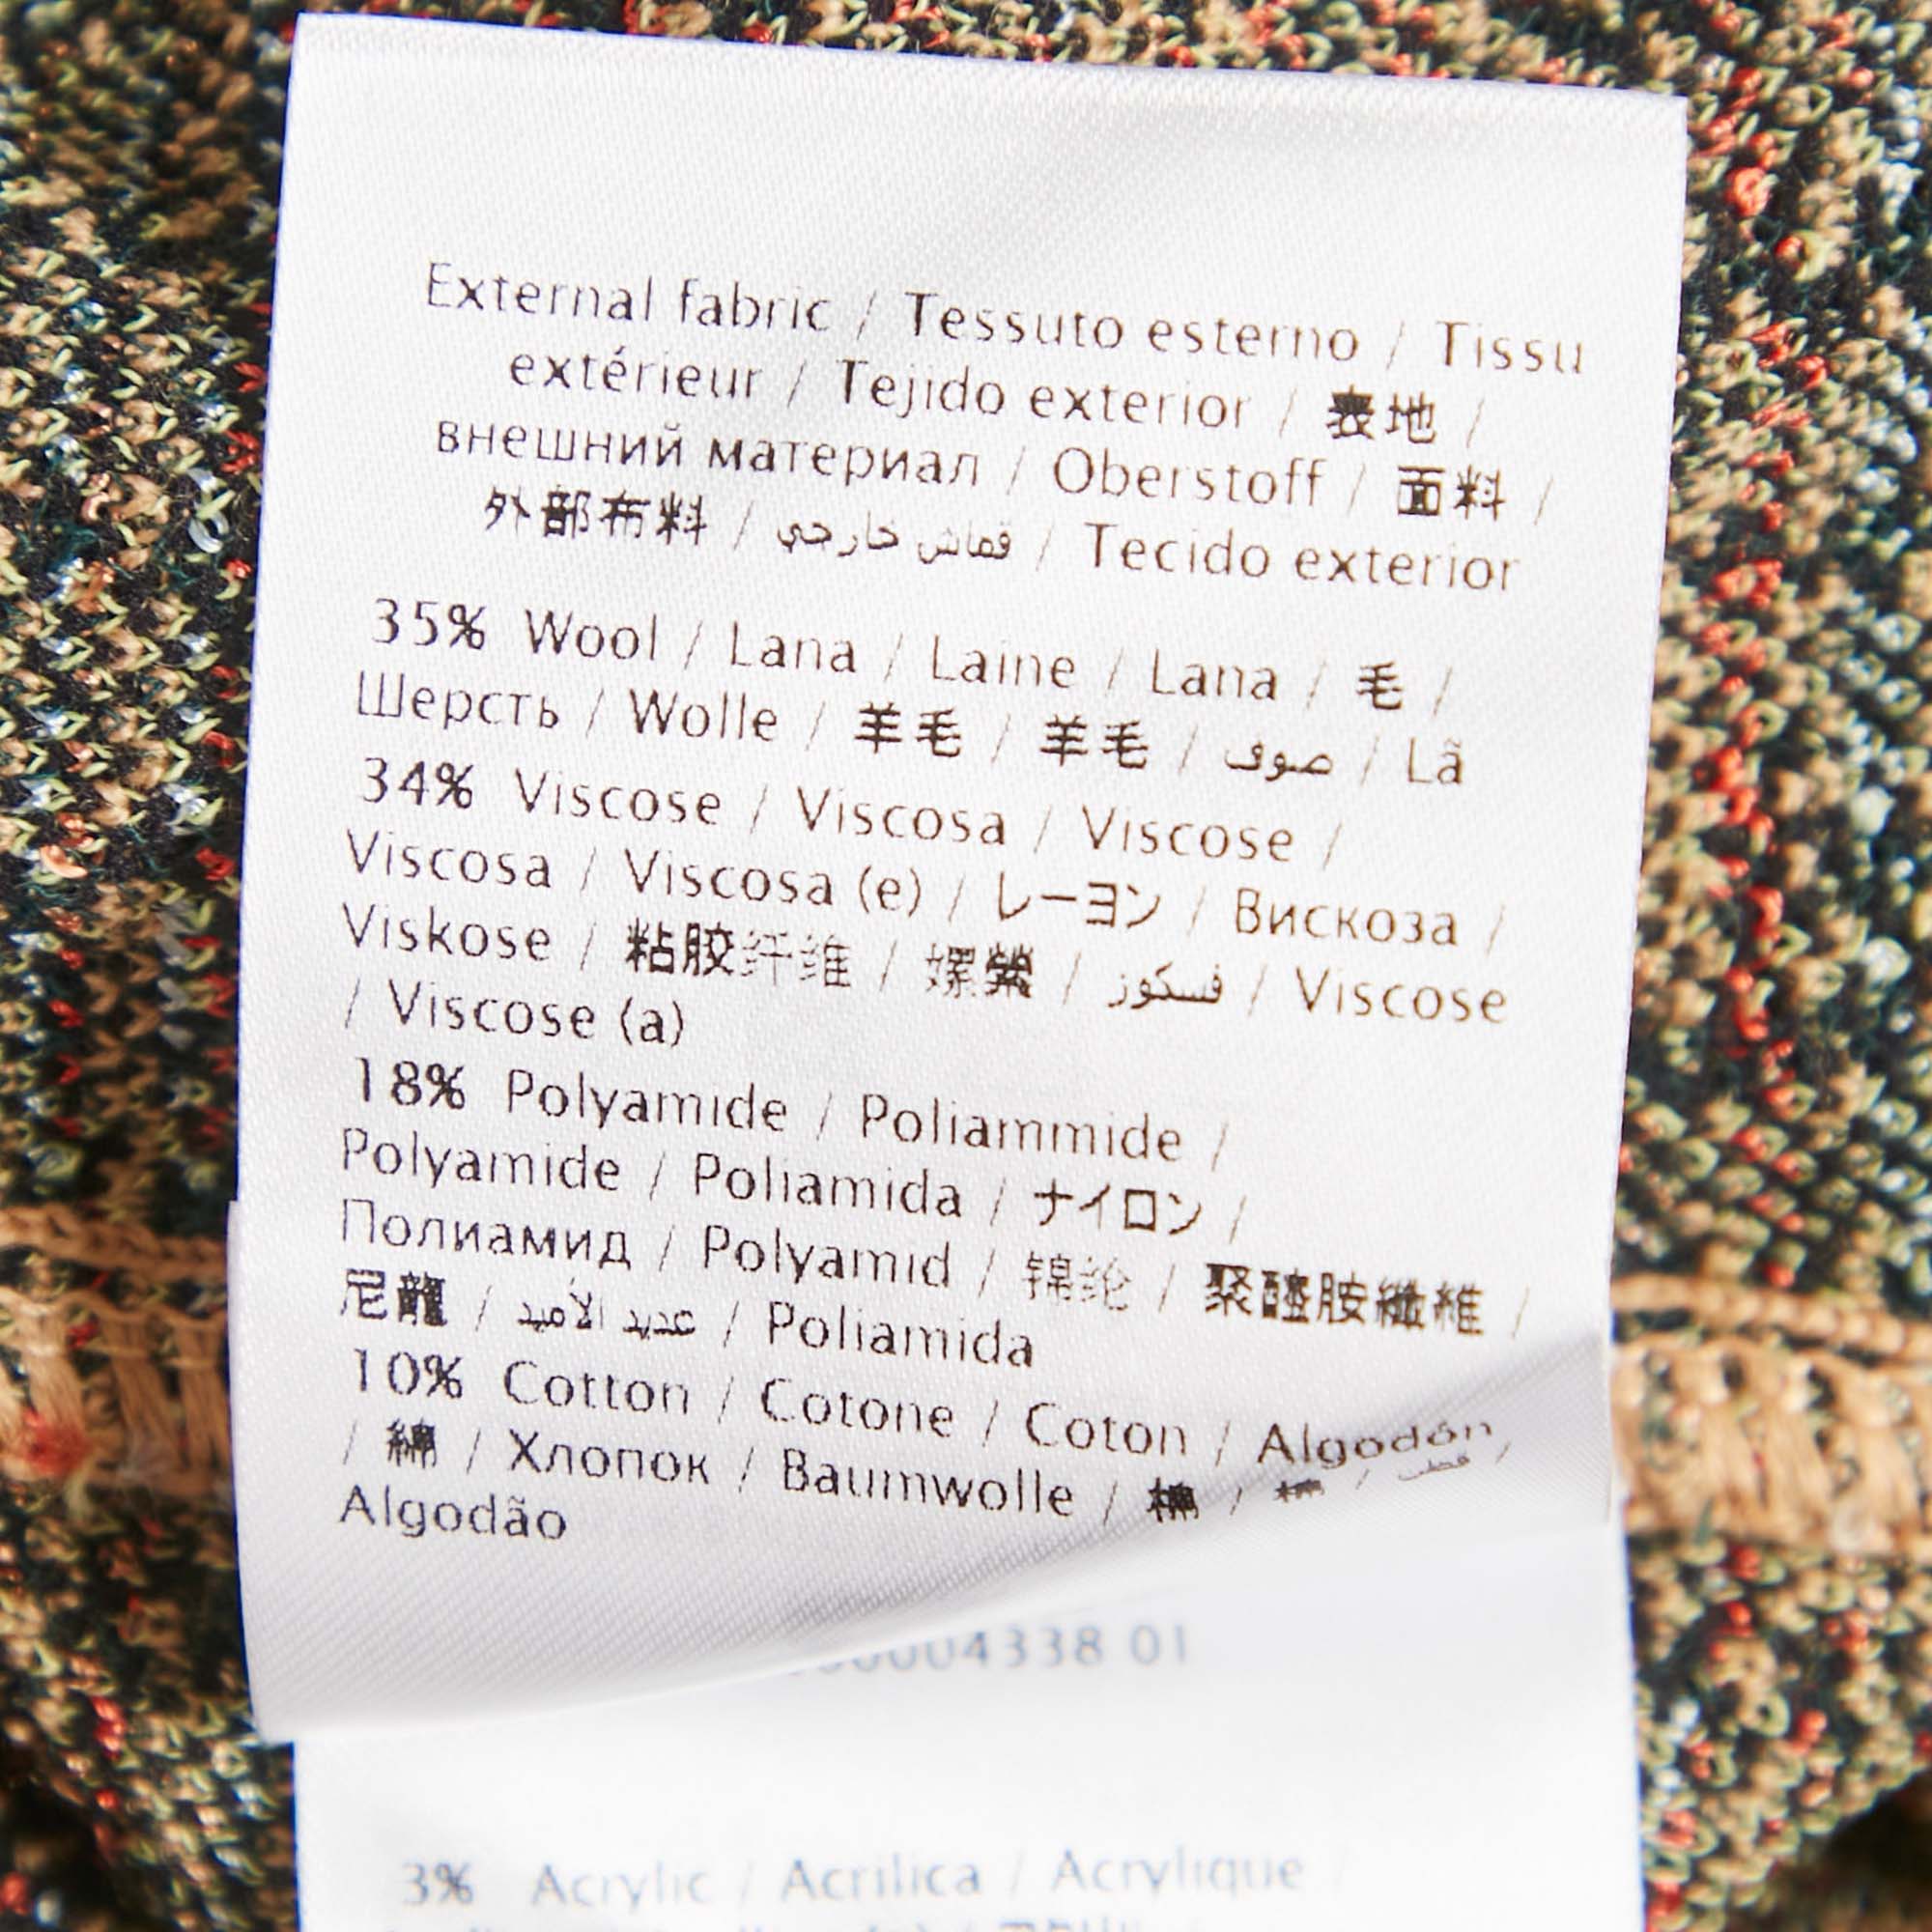 External fabric / Tessuto esterno / Tissu
extérieur / Tejido exterior / 表地 /
внешний материал / Oberstoff / 面料 /
外部布料 / قماش خارجي / Tecido exterior
35% Wool / Lana / Laine / Lana / 毛 /
Шерсть / Wolle / 羊毛 / 羊毛 / صوف / Lã
34% Viscose / Viscosa / Viscose /
Viscosa / Viscosa (e) / レーヨン / Вискоза /
Viskose / 粘胶纤维 / 嫘縈 / فسكوز / Viscose
/ Viscose (a)
18% Polyamide / Poliammide /
Polyamide / Poliamida / ナイロン /
Полиамид / Polyamid / 锦纶 / 聚醯胺纖維 /
尼龍 / عديد الأميد / Poliamida
10% Cotton / Cotone / Coton / Algodón
/ 綿 / Хлопок / Baumwolle / 棉 / 棉 / قطن /
Algodão
004338 01
3% Acrylic / Acrilica / Acrylique /